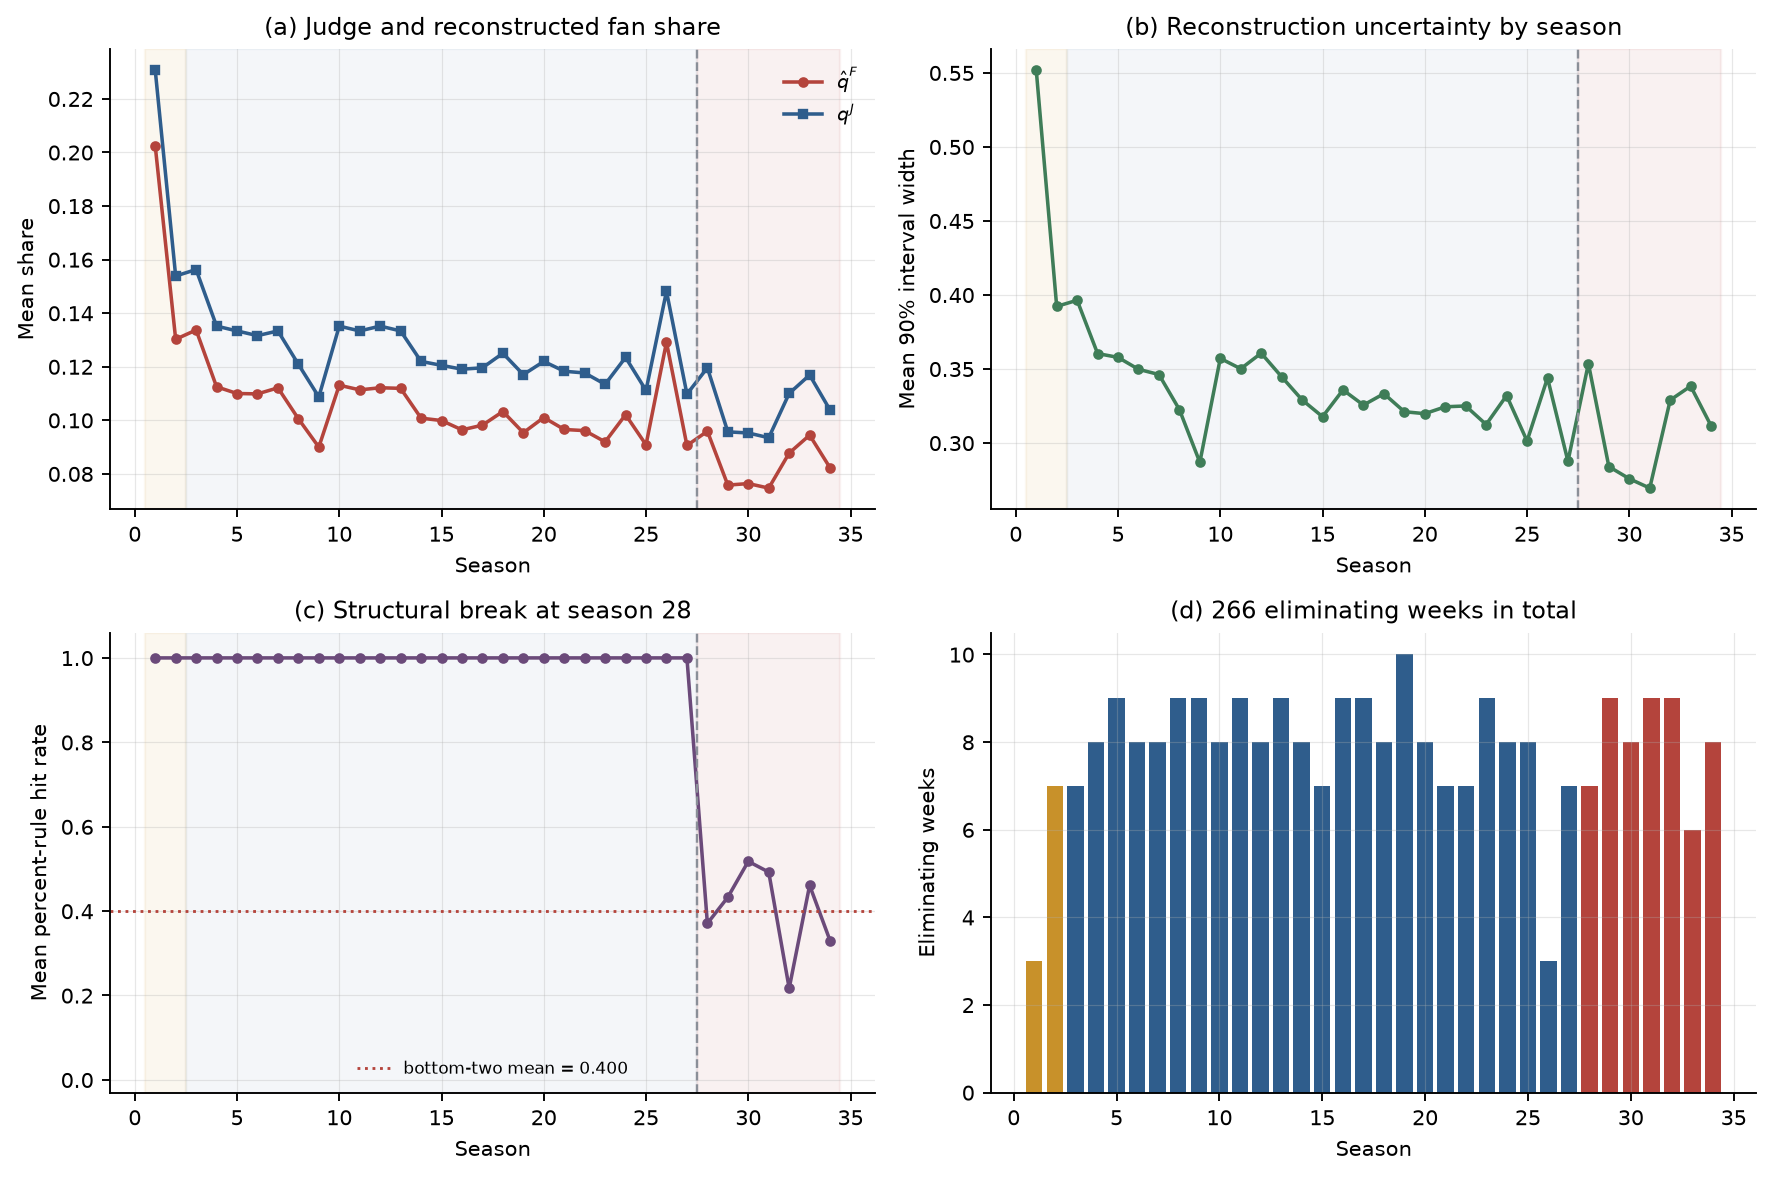 (a) Judge and reconstructed fan share
Mean share
0.22
0.20
0.18
0.16
0.14
0.12
0.10
0.08
q̂^F
q^J
0 5 10 15 20 25 30 35
Season
(b) Reconstruction uncertainty by season
Mean 90% interval width
0.55
0.50
0.45
0.40
0.35
0.30
0 5 10 15 20 25 30 35
Season
(c) Structural break at season 28
Mean percent-rule hit rate
1.0
0.8
0.6
0.4
0.2
0.0
bottom-two mean = 0.400
0 5 10 15 20 25 30 35
Season
(d) 266 eliminating weeks in total
Eliminating weeks
10
8
6
4
2
0
0 5 10 15 20 25 30 35
Season